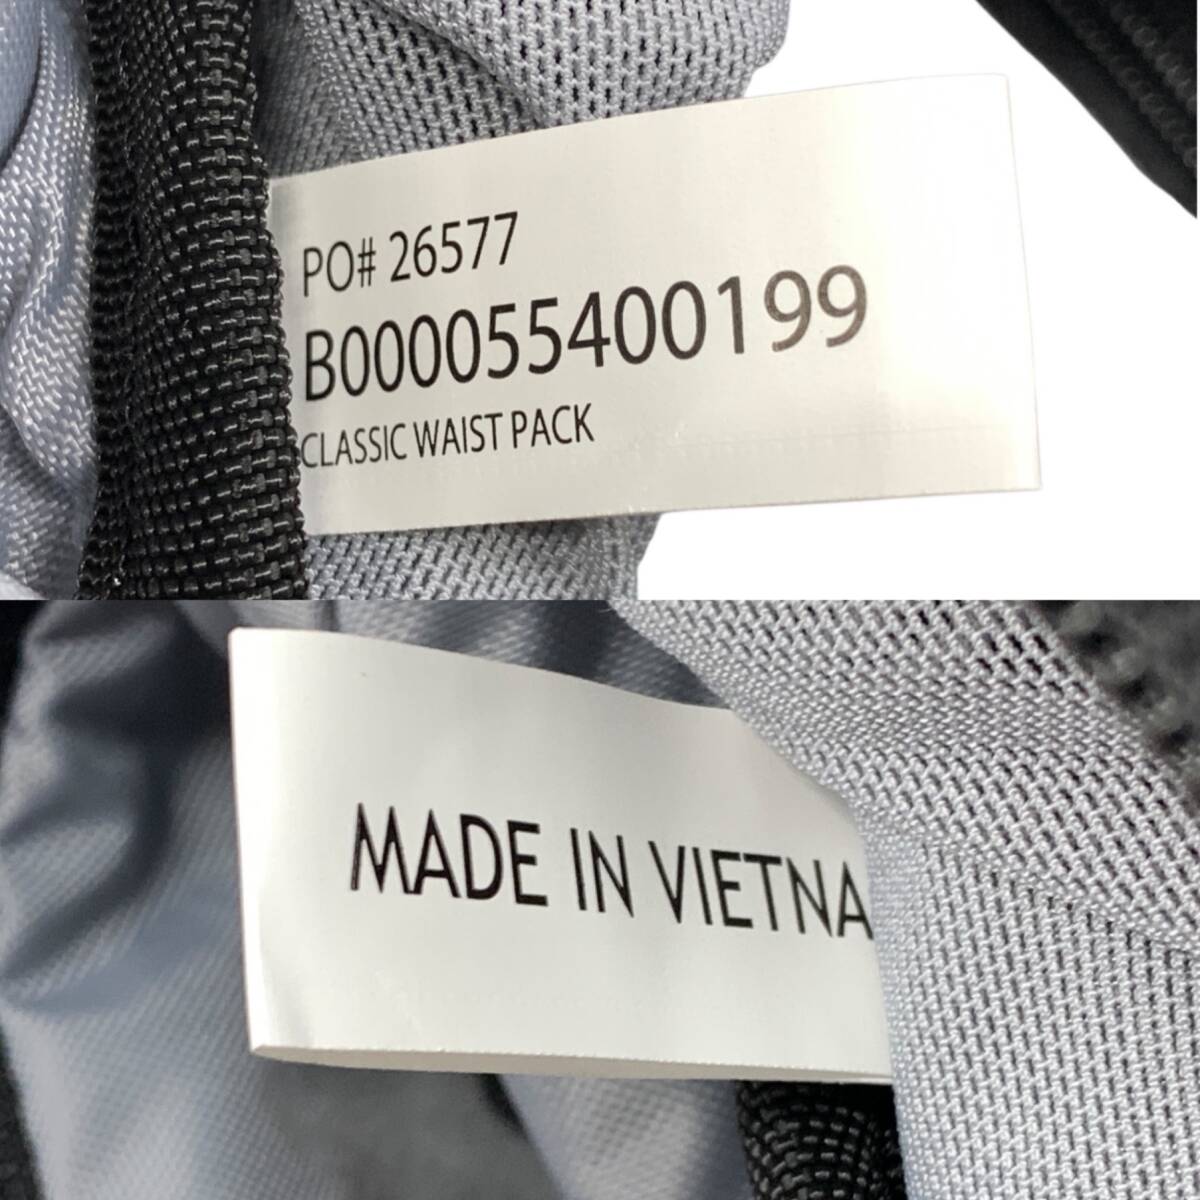 PO# 26577
B000055400199
CLASSIC WAIST PACK
MADE IN VIETNA